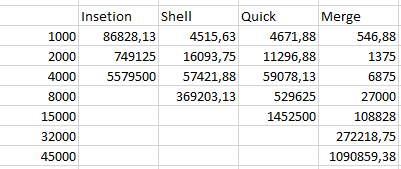 Insetion Shell Quick Merge
1000 86828,13 4515,63 4671,88 546,88
2000 749125 16093,75 11296,88 1375
4000 5579500 57421,88 59078,13 6875
8000 369203,13 529625 27000
15000 1452500 108828
32000 272218,75
45000 1090859,38